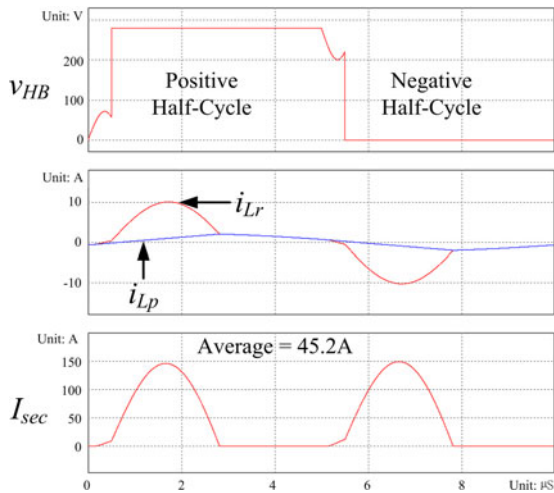 Unit: V
v_HB
200
100
0
Positive
Half-Cycle
Negative
Half-Cycle
Unit: A
10
0
-10
i_Lr
i_Lp
Unit: A
Average = 45.2A
I_sec
150
100
50
0
0
2
4
6
8
Unit: μS